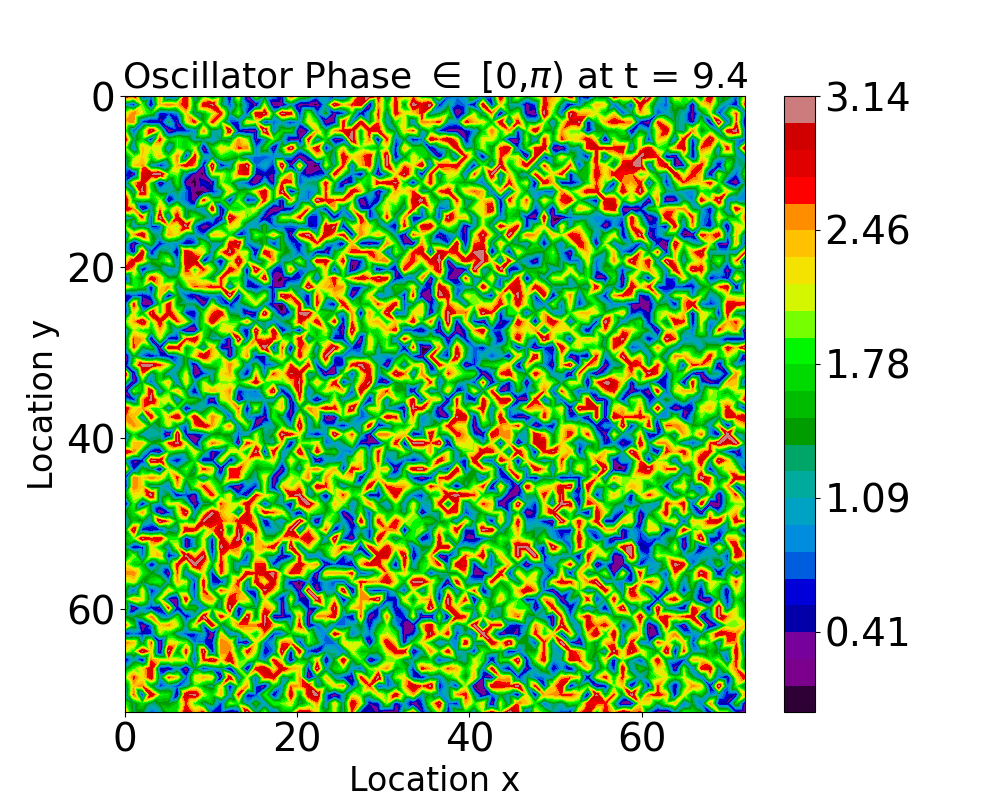 Oscillator Phase ∈ [0,π) at t = 9.4
0
20
40
60
Location y
0 20 40 60
Location x
3.14
2.46
1.78
1.09
0.41